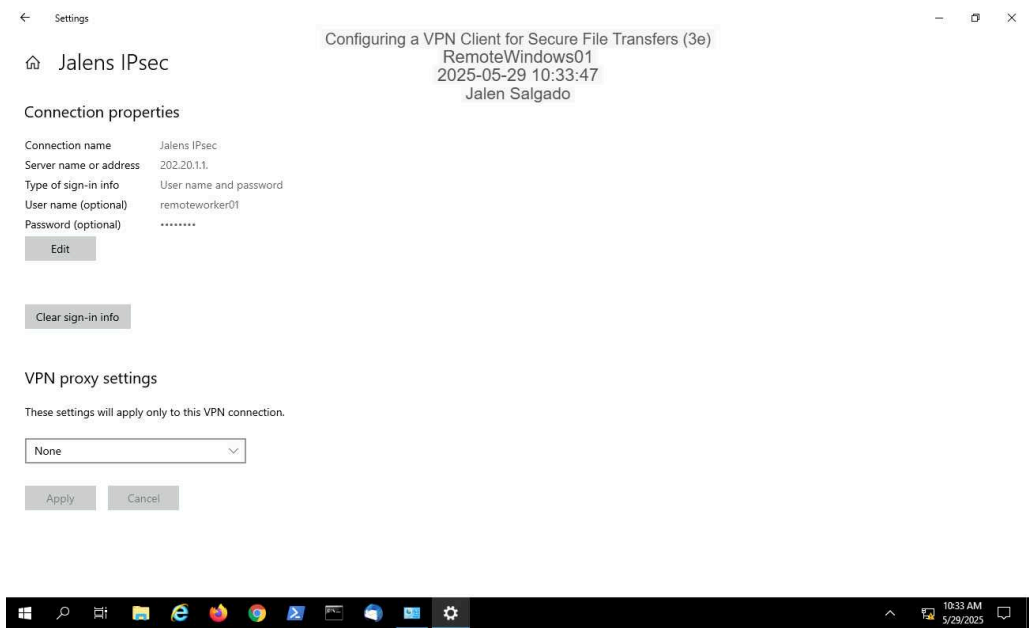 Settings
Configuring a VPN Client for Secure File Transfers (3e)
RemoteWindows01
2025-05-29 10:33:47
Jalen Salgado
Jalens IPsec
Connection properties
Connection name Jalens IPsec
Server name or address 202.20.1.1.
Type of sign-in info User name and password
User name (optional) remoteworker01
Password (optional) ••••••••
Edit
Clear sign-in info
VPN proxy settings
These settings will apply only to this VPN connection.
None
Apply Cancel
10:33 AM
5/29/2025